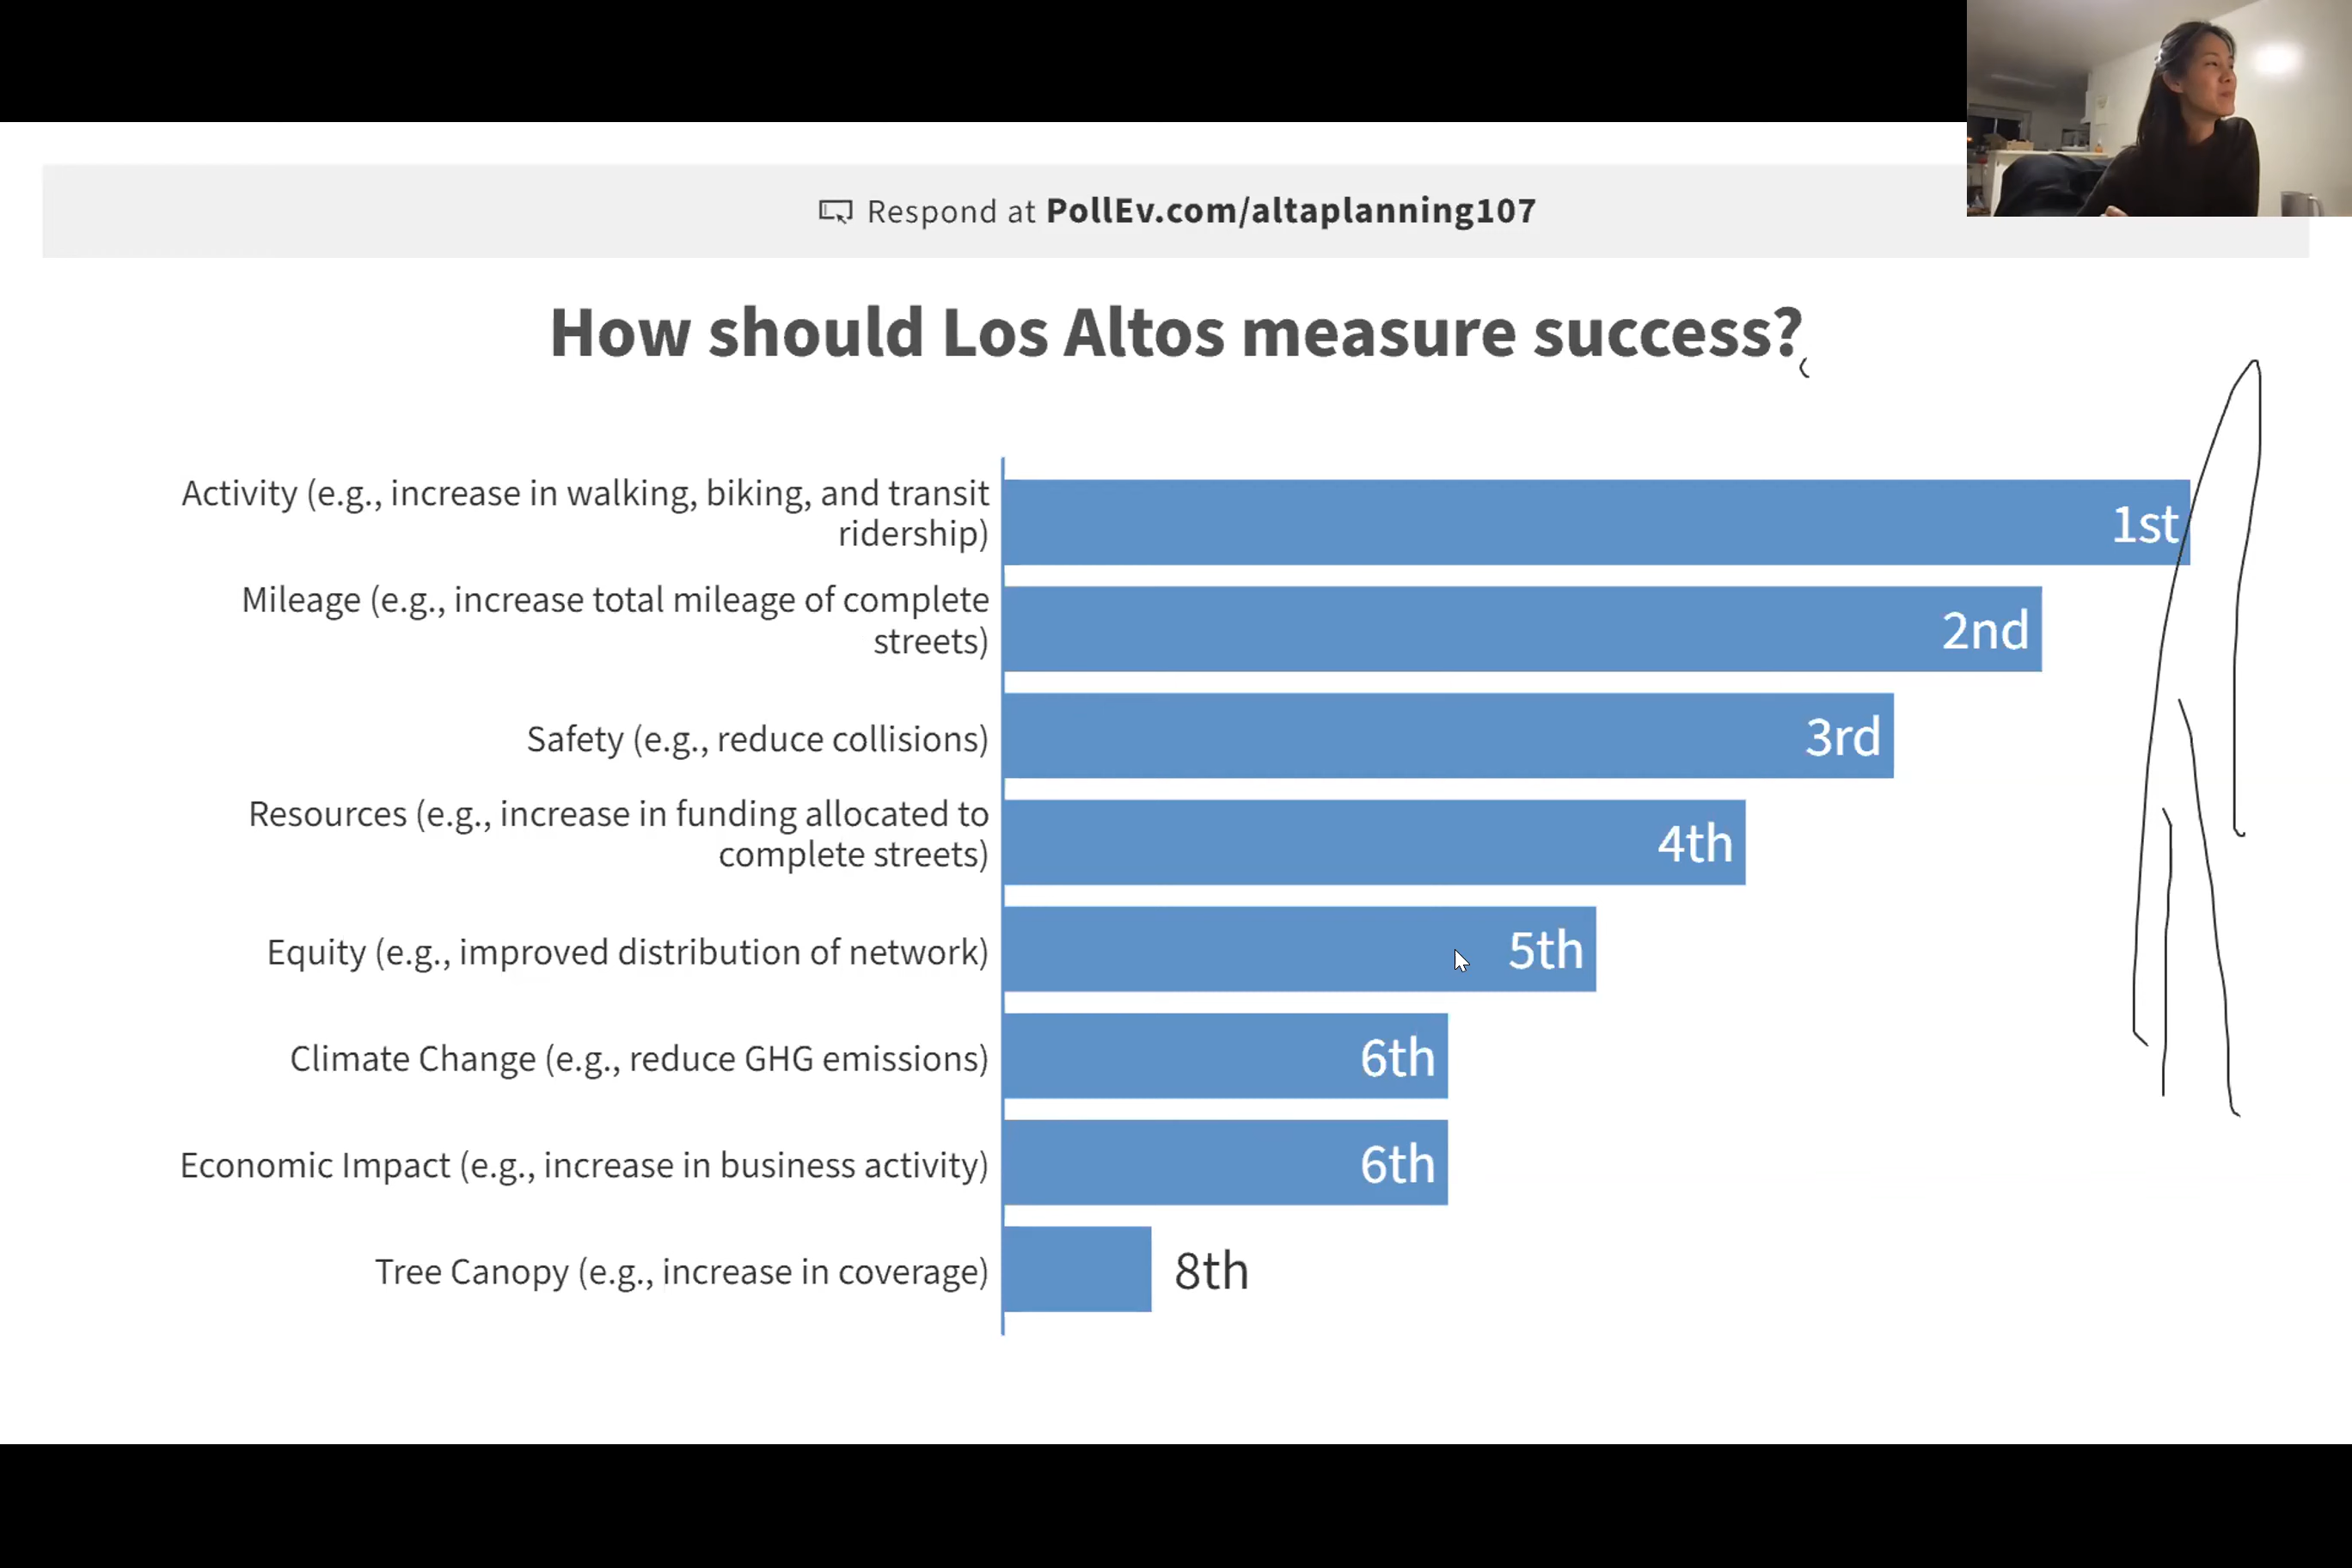 Respond at PollEv.com/altaplanning107
How should Los Altos measure success?
Activity (e.g., increase in walking, biking, and transit
ridership)
1st
Mileage (e.g., increase total mileage of complete
streets)
2nd
Safety (e.g., reduce collisions)
3rd
Resources (e.g., increase in funding allocated to
complete streets)
4th
Equity (e.g., improved distribution of network)
5th
Climate Change (e.g., reduce GHG emissions)
6th
Economic Impact (e.g., increase in business activity)
6th
Tree Canopy (e.g., increase in coverage)
8th